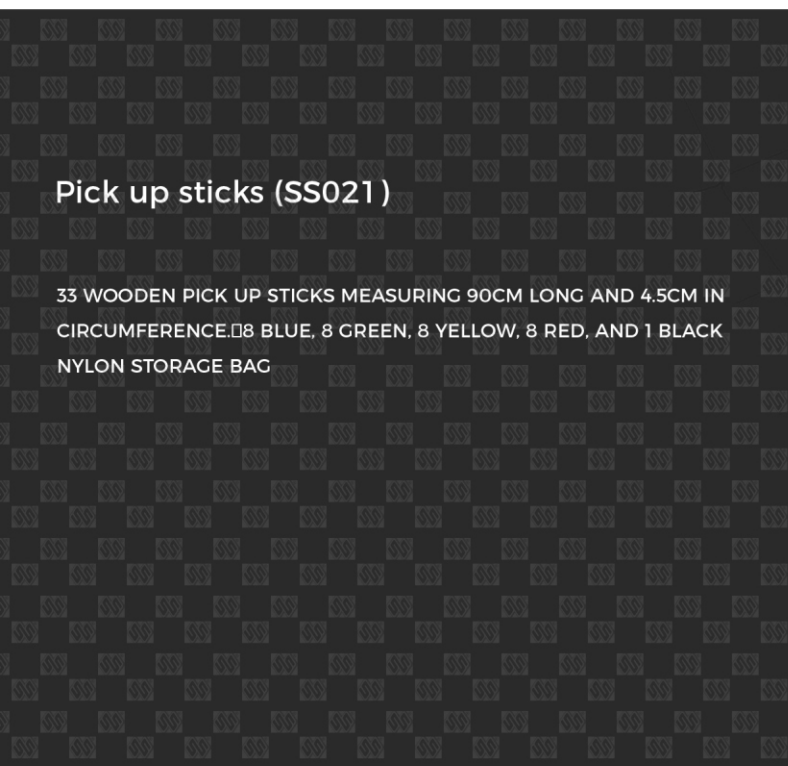 Pick up sticks (SS021)
33 WOODEN PICK UP STICKS MEASURING 90CM LONG AND 4.5CM IN
CIRCUMFERENCE.▯8 BLUE, 8 GREEN, 8 YELLOW, 8 RED, AND 1 BLACK
NYLON STORAGE BAG